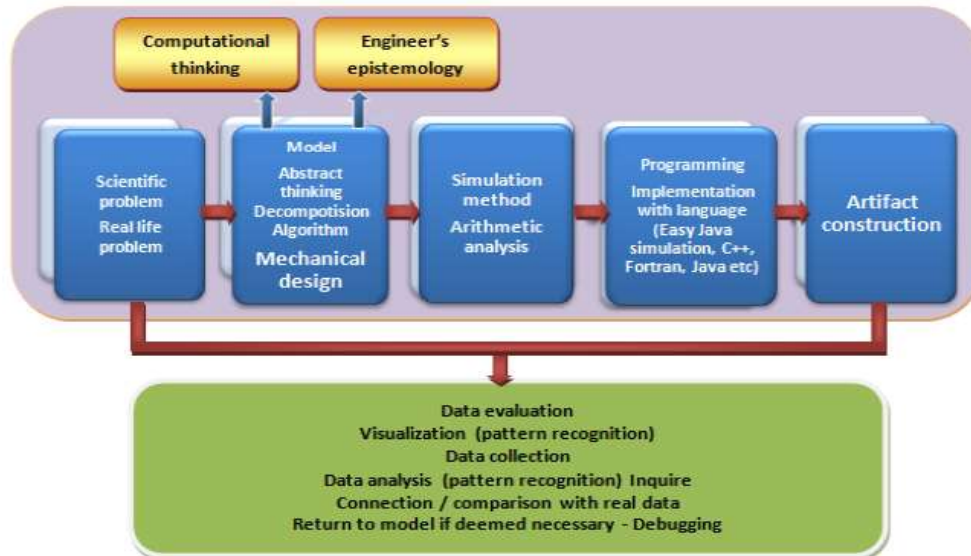 Computational
thinking
Engineer's
epistemology
Scientific
problem
Real life
problem
Model
Abstract
thinking
Decompotision
Algorithm
Mechanical
design
Simulation
method
Arithmetic
analysis
Programming
Implementation
with language
(Easy Java
simulation, C++,
Fortran, Java etc)
Artifact
construction
Data evaluation
Visualization (pattern recognition)
Data collection
Data analysis (pattern recognition) Inquire
Connection / comparison with real data
Return to model if deemed necessary - Debugging